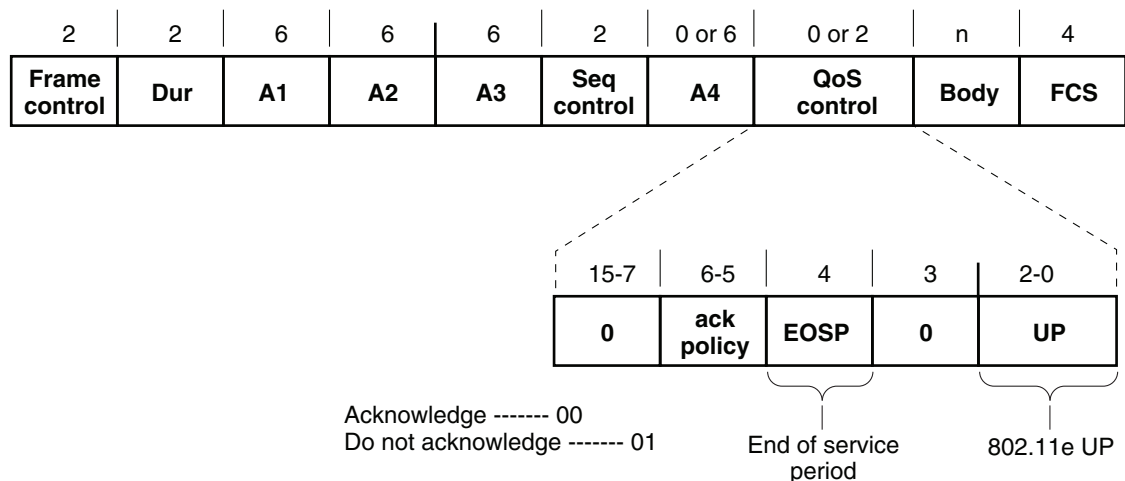 2 2 6 6 6 2 0 or 6 0 or 2 n 4
Frame control Dur A1 A2 A3 Seq control A4 QoS control Body FCS
15-7 6-5 4 3 2-0
0 ack policy EOSP 0 UP
Acknowledge ------- 00
Do not acknowledge ------- 01
End of service
period
802.11e UP